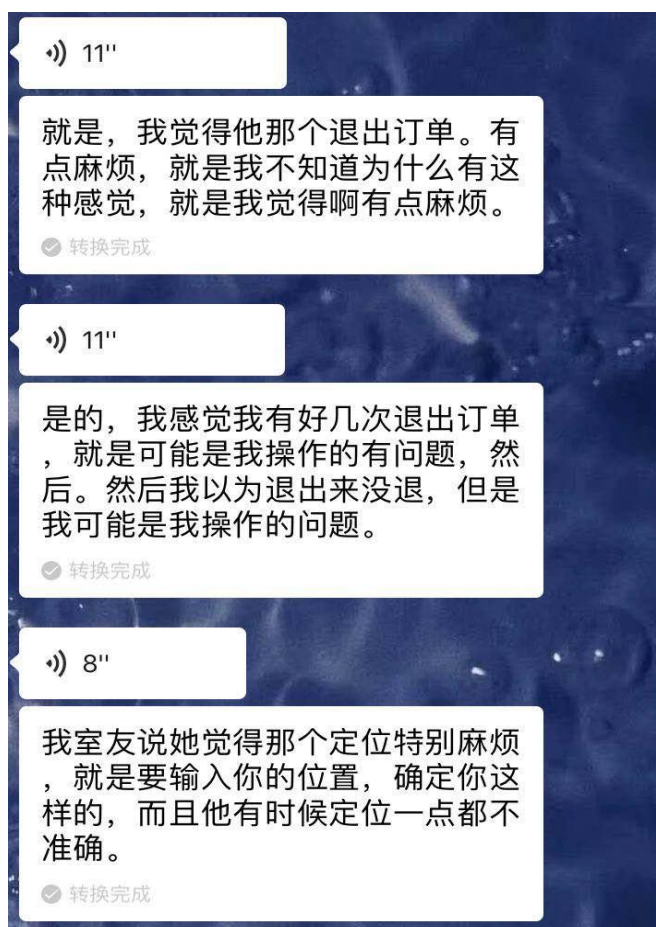 11''
就是，我觉得他那个退出订单。有
点麻烦，就是我不知道为什么有这
种感觉，就是我觉得啊有点麻烦。
转换完成
11''
是的，我感觉我有好几次退出订单
，就是可能是我操作的有问题，然
后。然后我以为退出来没退，但是
我可能是我操作的问题。
转换完成
8''
我室友说她觉得那个定位特别麻烦
，就是要输入你的位置，确定你这
样的，而且他有时候定位一点都不
准确。
转换完成